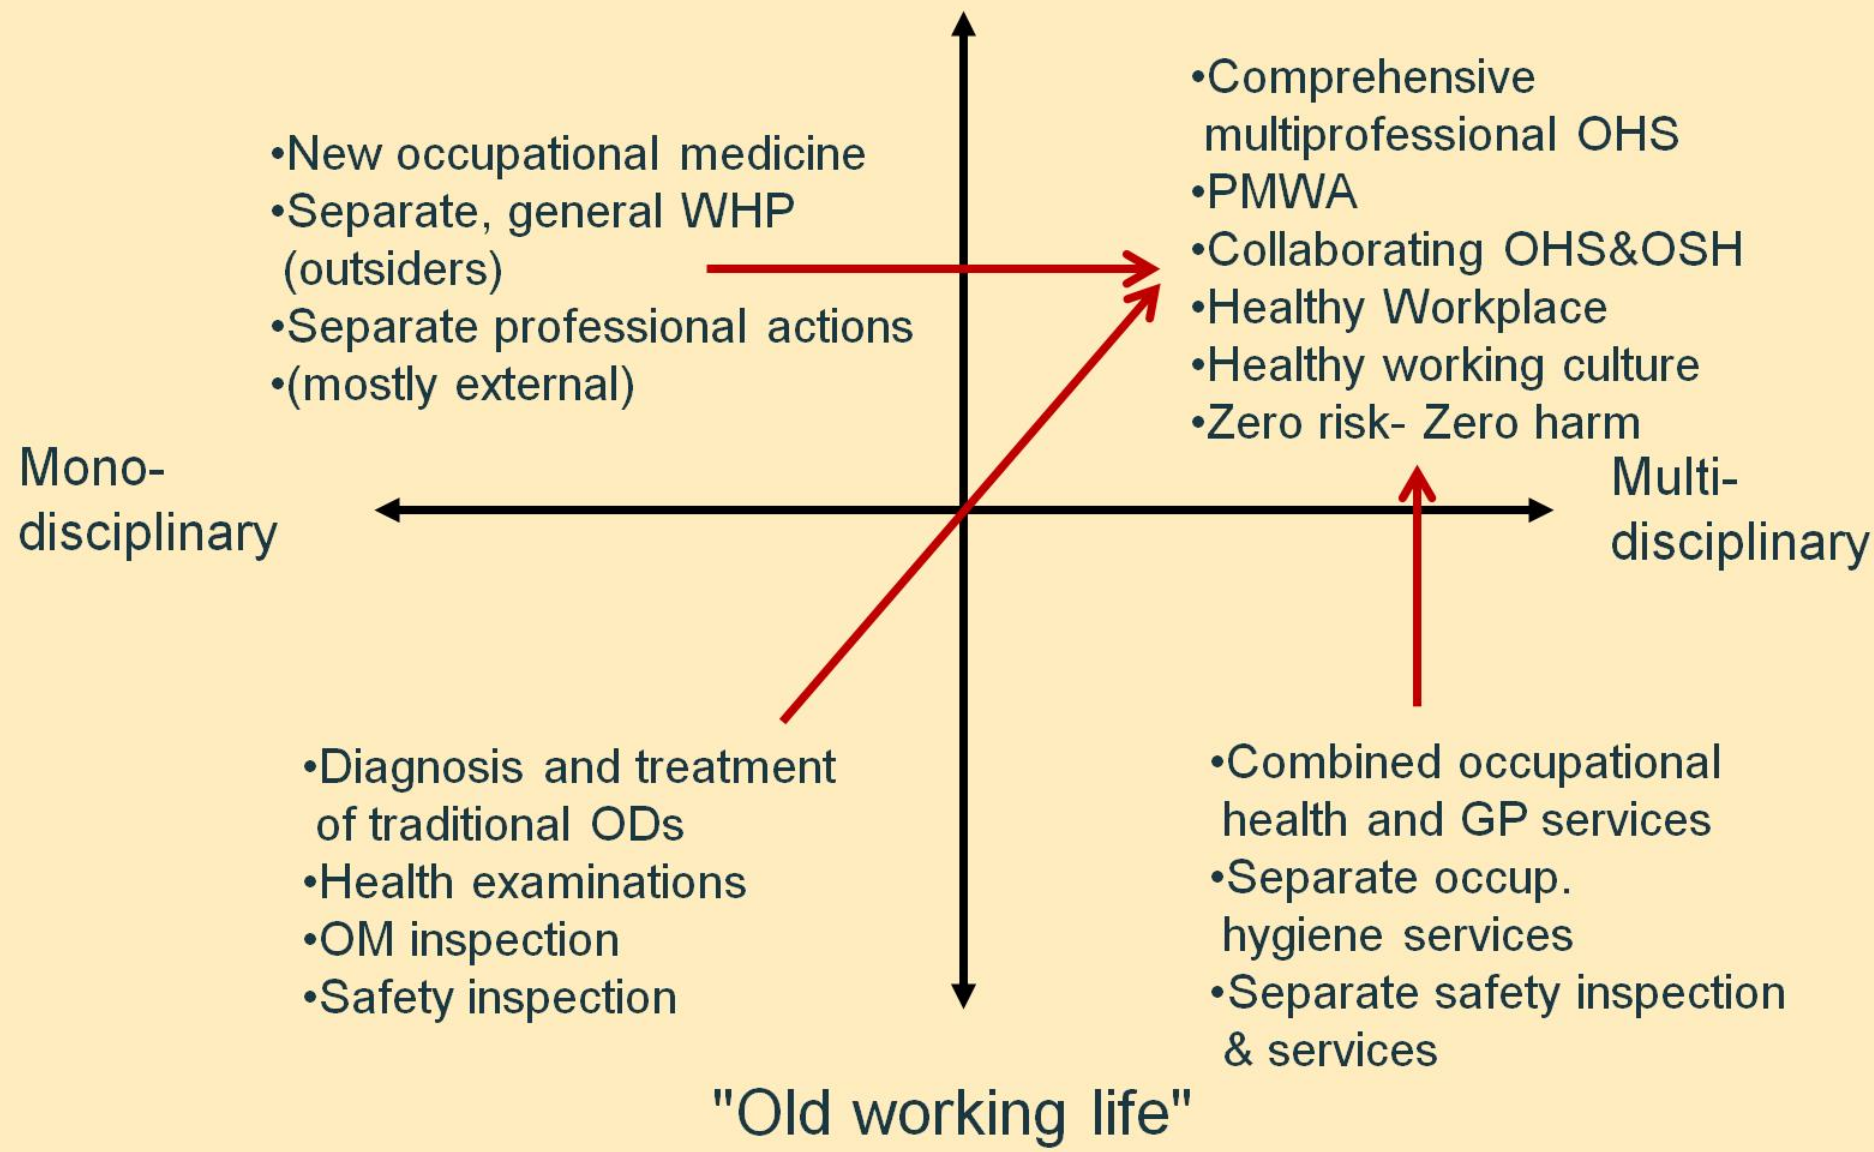 •New occupational medicine
•Separate, general WHP
(outsiders)
•Separate professional actions
•(mostly external)
•Comprehensive
multiprofessional OHS
•PMWA
•Collaborating OHS&OSH
•Healthy Workplace
•Healthy working culture
•Zero risk- Zero harm
Mono-
disciplinary
Multi-
disciplinary
•Diagnosis and treatment
of traditional ODs
•Health examinations
•OM inspection
•Safety inspection
•Combined occupational
health and GP services
•Separate occup.
hygiene services
•Separate safety inspection
& services
"Old working life"